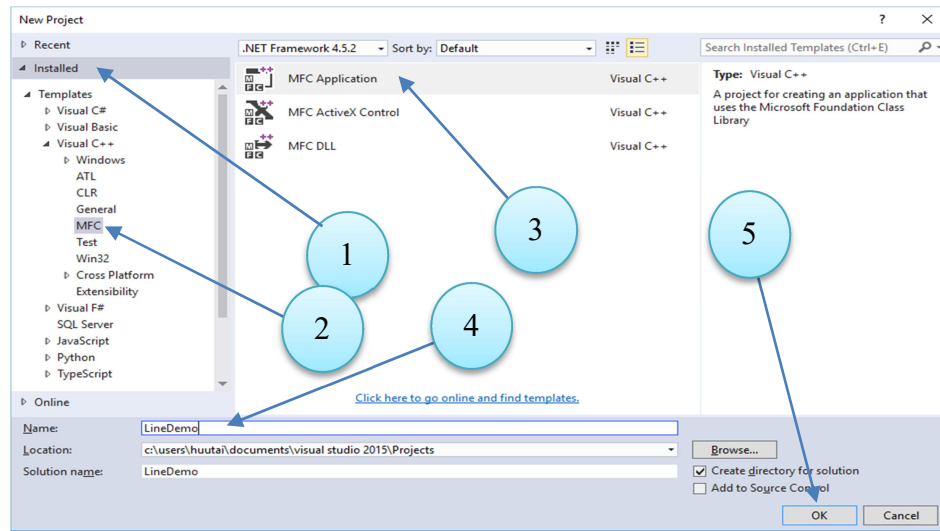 New Project
? ×
Recent
Installed
Templates
Visual C#
Visual Basic
Visual C++
Windows
ATL
CLR
General
MFC
Test
Win32
Cross Platform
Extensibility
Visual F#
SQL Server
JavaScript
Python
TypeScript
Online
.NET Framework 4.5.2 Sort by: Default
MFC Application Visual C++
MFC ActiveX Control Visual C++
MFC DLL Visual C++
Click here to go online and find templates.
Search Installed Templates (Ctrl+E)
Type: Visual C++
A project for creating an application that
uses the Microsoft Foundation Class
Library
1
2
3
4
5
Name: LineDemo
Location: c:\users\huutai\documents\visual studio 2015\Projects
Browse...
Solution name: LineDemo
Create directory for solution
Add to Source Control
OK Cancel